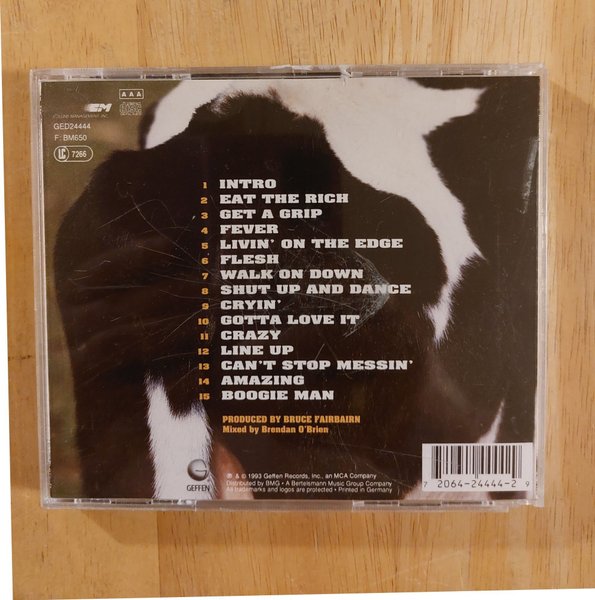 CM
COLLINS MANAGEMENT, INC.
GED24444
F: BM650
LC 7266
AAA
1 INTRO
2 EAT THE RICH
3 GET A GRIP
4 FEVER
5 LIVIN' ON THE EDGE
6 FLESH
7 WALK ON DOWN
8 SHUT UP AND DANCE
9 CRYIN'
10 GOTTA LOVE IT
11 CRAZY
12 LINE UP
13 CAN'T STOP MESSIN'
14 AMAZING
15 BOOGIE MAN
PRODUCED BY BRUCE FAIRBAIRN
Mixed by Brendan O'Brien
GEFFEN
℗ & © 1993 Geffen Records, Inc., an MCA Company
Distributed by BMG • A Bertelsmann Music Group Company
All trademarks and logos are protected • Printed in Germany
7 2064-24444-2 9